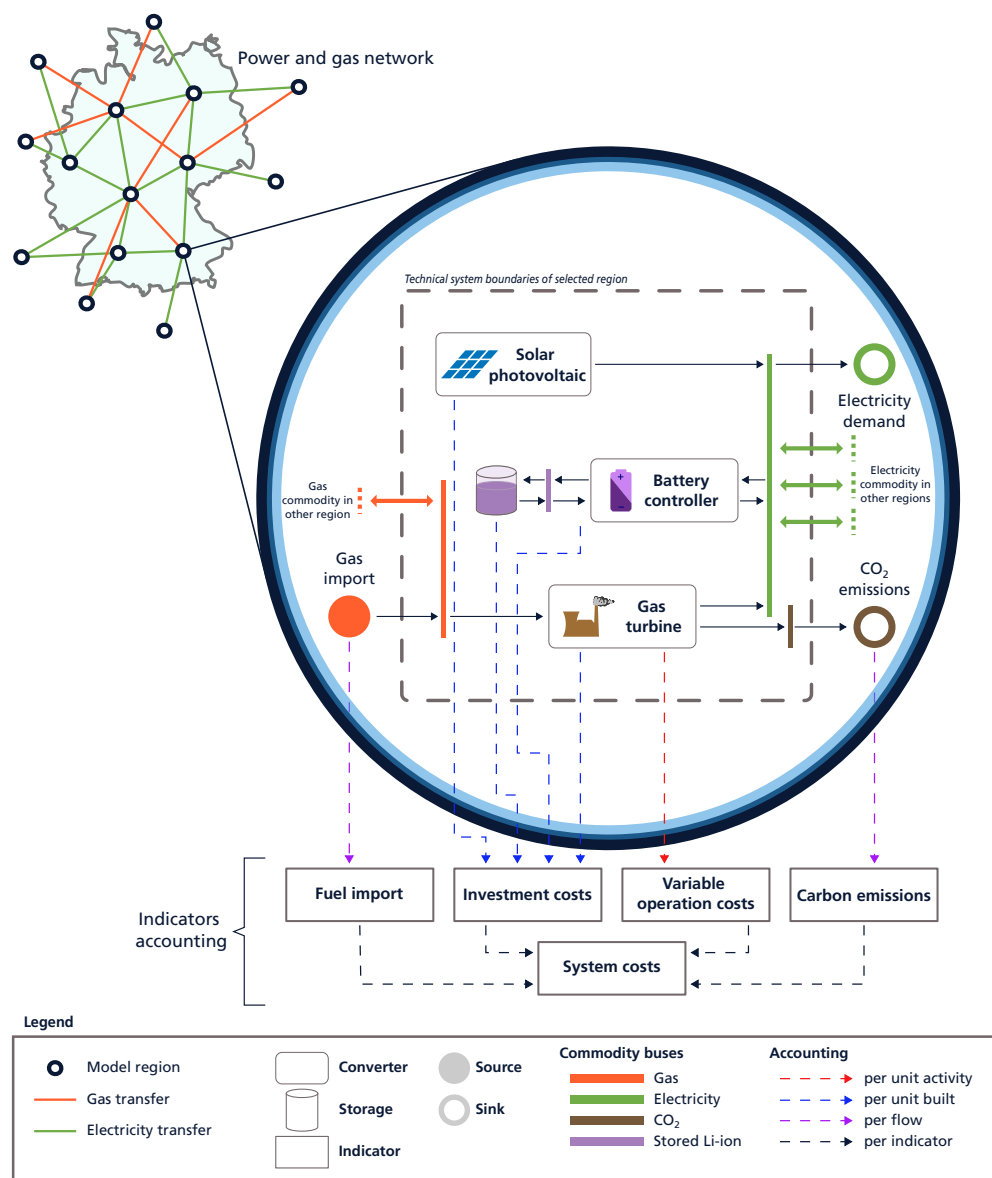 Power and gas network
Technical system boundaries of selected region
Solar
photovoltaic
Electricity
demand
Gas
commodity in
other region
Battery
controller
Electricity
commodity in
other regions
Gas
import
Gas
turbine
CO₂
emissions
Indicators
accounting
Fuel import
Investment costs
Variable
operation costs
Carbon emissions
System costs
Legend
Model region
Gas transfer
Electricity transfer
Converter
Storage
Indicator
Source
Sink
Commodity buses
Gas
Electricity
CO₂
Stored Li-ion
Accounting
per unit activity
per unit built
per flow
per indicator